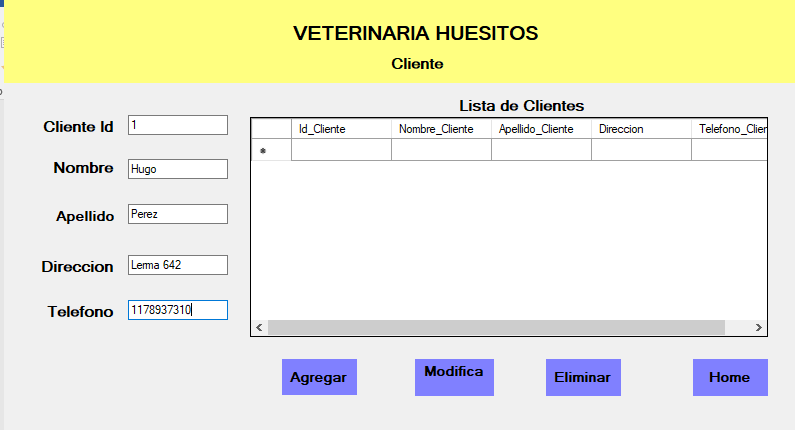 VETERINARIA HUESITOS
Cliente
Lista de Clientes
Cliente Id 1
Nombre Hugo
Apellido Perez
Direccion Lerma 642
Telefono 1178937310
Id_Cliente Nombre_Cliente Apellido_Cliente Direccion Telefono_Clier
*
Agregar Modifica Eliminar Home